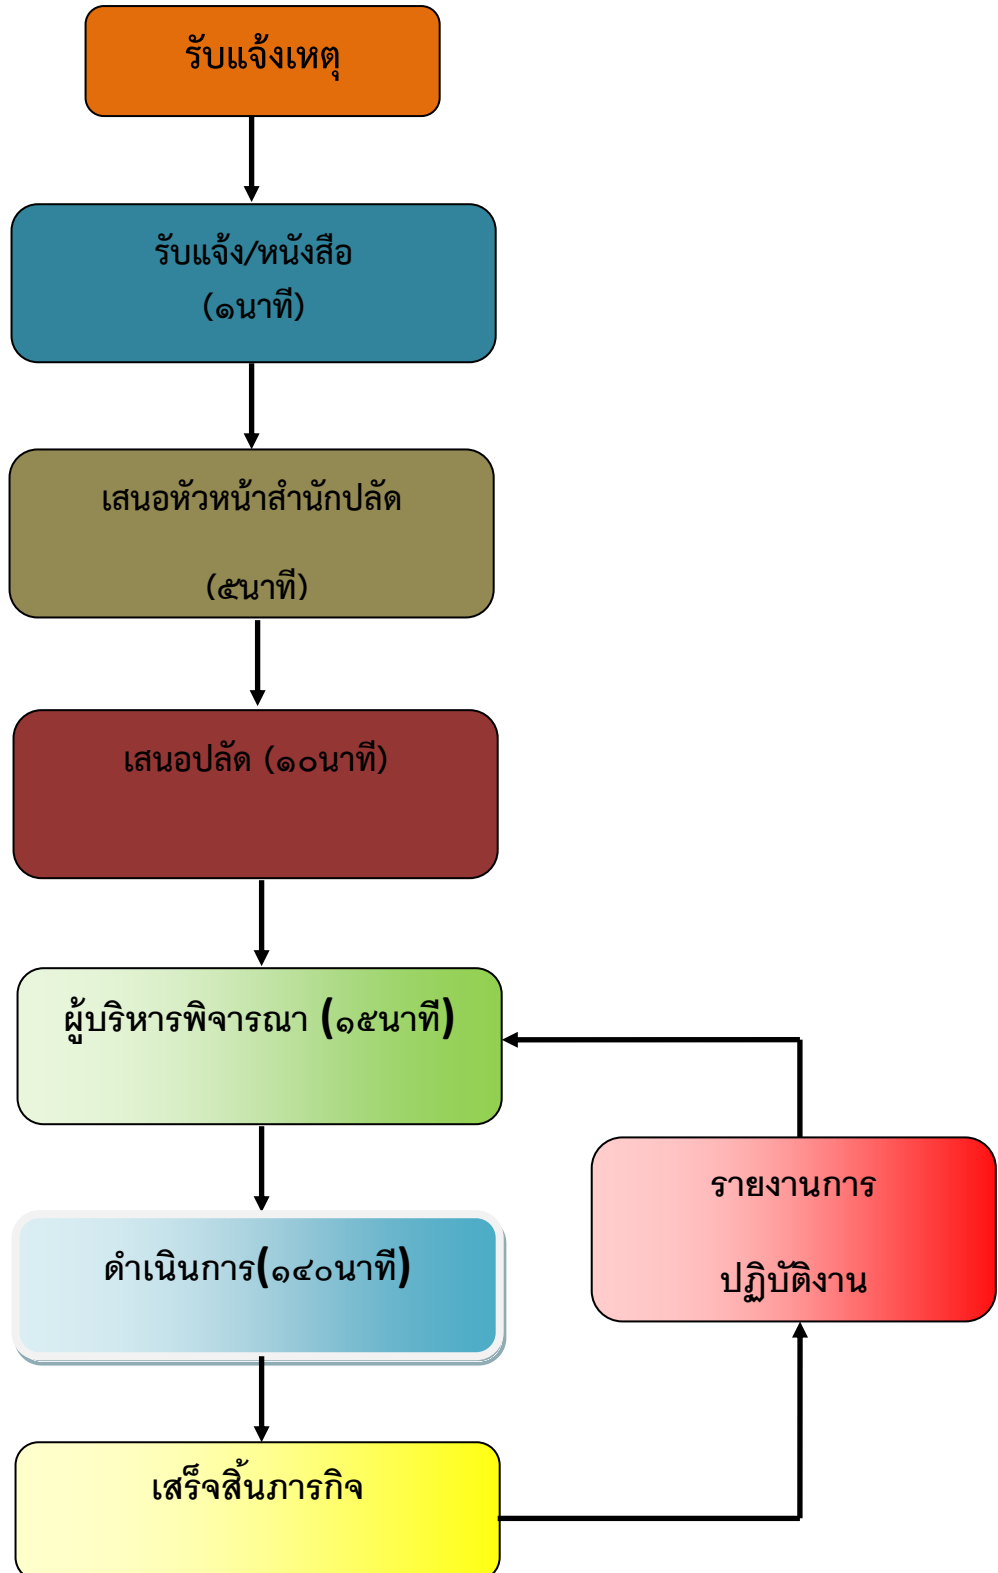 รับแจ้งเหตุ
รับแจ้ง/หนังสือ
(๑นาที)
เสนอหัวหน้าสำนักปลัด
(๕นาที)
เสนอปลัด (๑๐นาที)
ผู้บริหารพิจารณา (๑๕นาที)
ดำเนินการ(๑๔๐นาที)
รายงานการ
ปฏิบัติงาน
เสร็จสิ้นภารกิจ